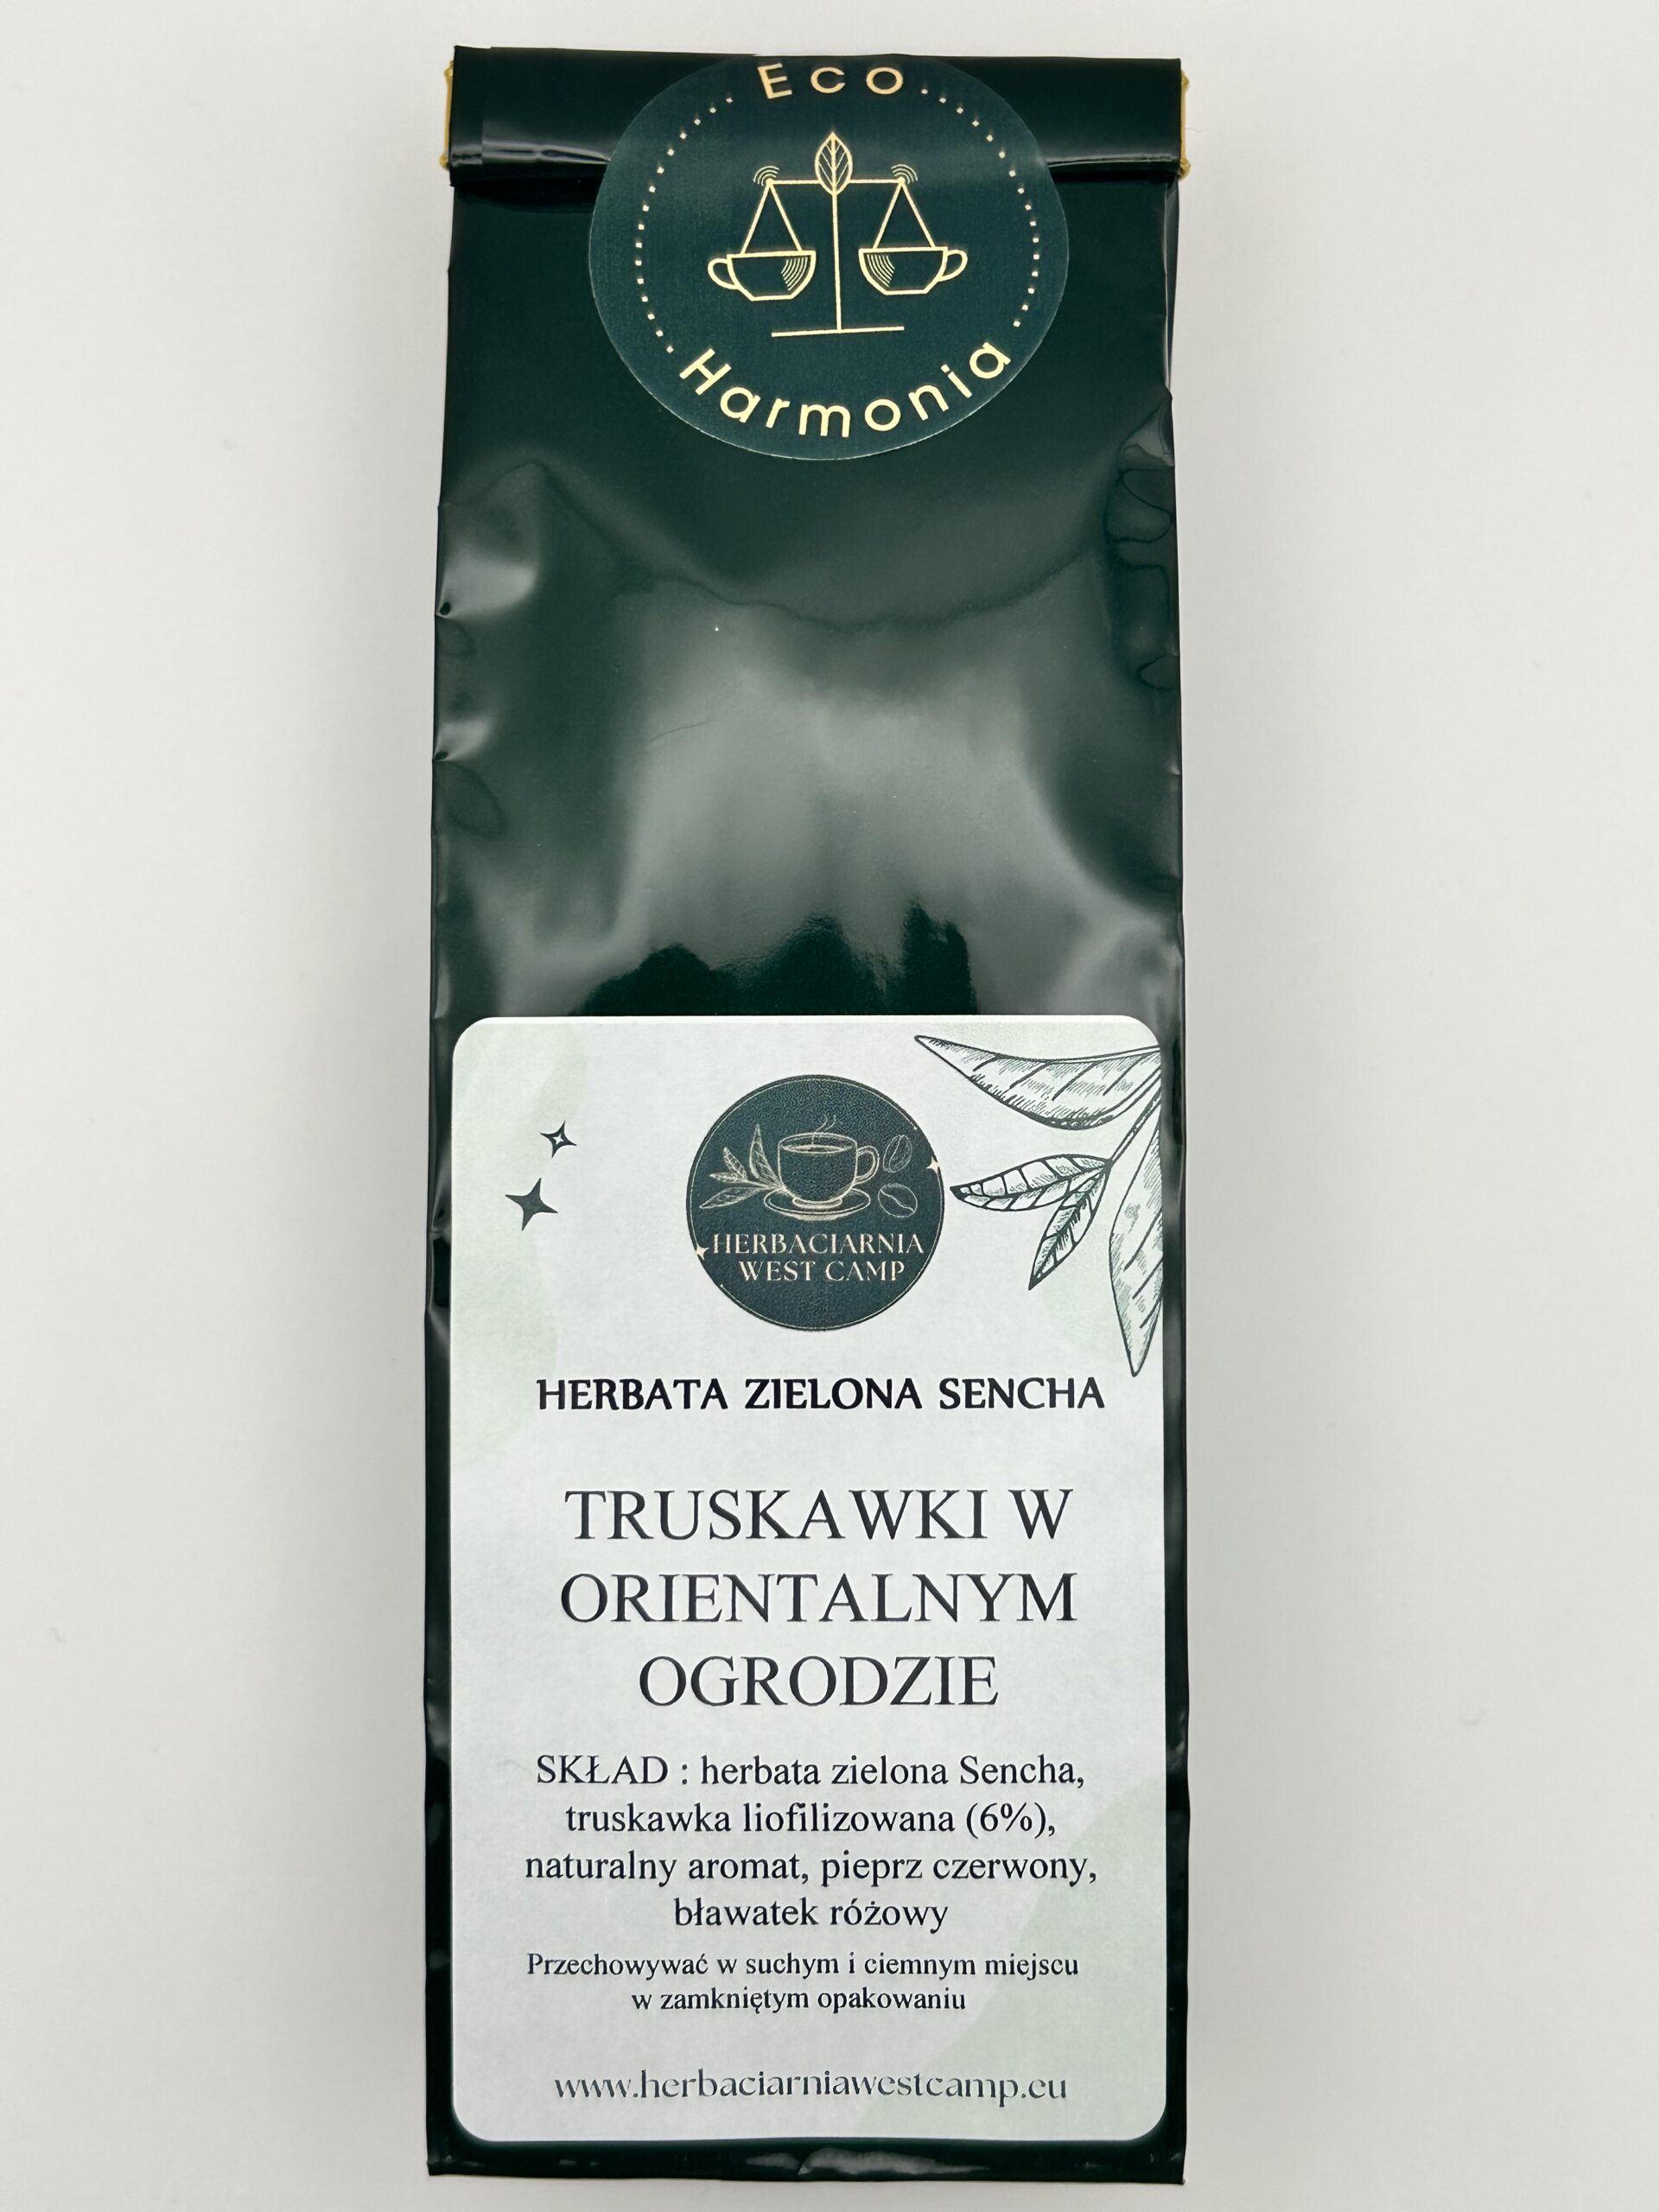 Eco
Harmonia
HERBACIARNIA
WEST CAMP
HERBATA ZIELONA SENCHA
TRUSKAWKI W
ORIENTALNYM
OGRODZIE
SKŁAD : herbata zielona Sencha,
truskawka liofilizowana (6%),
naturalny aromat, pieprz czerwony,
bławatek różowy
Przechowywać w suchym i ciemnym miejscu
w zamkniętym opakowaniu
www.herbaciarniawestcamp.eu